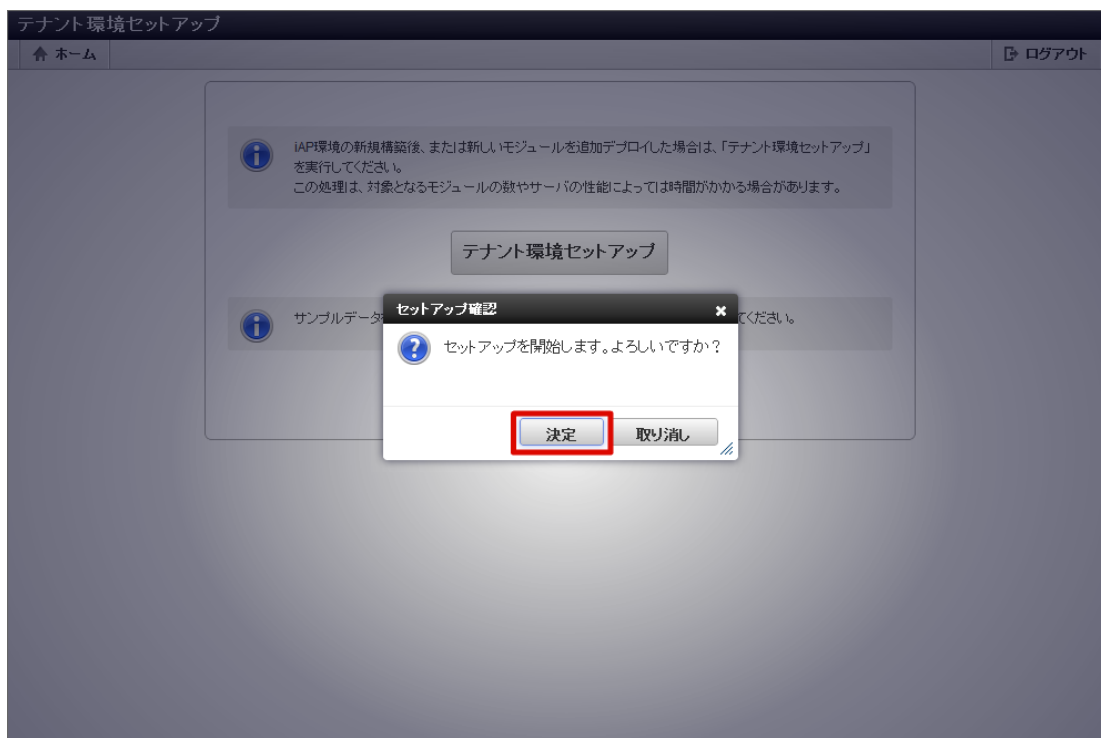 テナント環境セットアップ
ホーム
ログアウト
iAP環境の新規構築後、または新しいモジュールを追加デプロイした場合は、「テナント環境セットアップ」
を実行してください。
この処理は、対象となるモジュールの数やサーバの性能によっては時間がかかる場合があります。
テナント環境セットアップ
サンプルデータ
てください。
セットアップ確認
セットアップを開始します。よろしいですか？
決定
取り消し